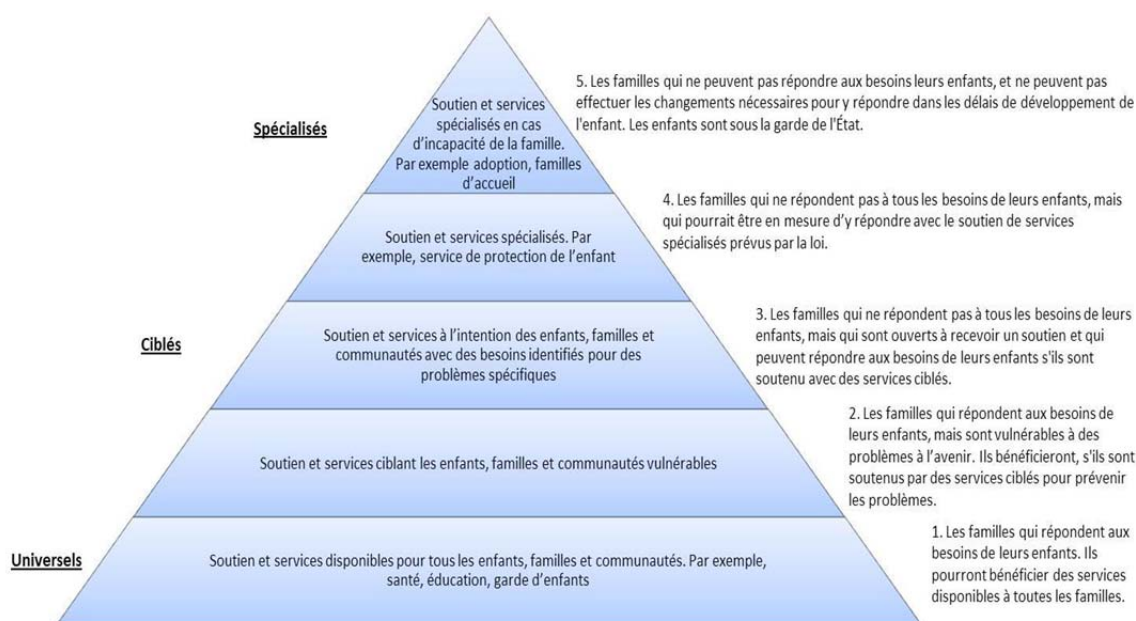 Spécialisés
Soutien et services
spécialisés en cas
d'incapacité de la famille.
Par exemple adoption, familles
d'accueil
5. Les familles qui ne peuvent pas répondre aux besoins leurs enfants, et ne peuvent pas
effectuer les changements nécessaires pour y répondre dans les délais de développement de
l'enfant. Les enfants sont sous la garde de l'État.
Soutien et services spécialisés. Par
exemple, service de protection de l'enfant
4. Les familles qui ne répondent pas à tous les besoins de leurs enfants, mais
qui pourrait être en mesure d'y répondre avec le soutien de services
spécialisés prévus par la loi.
Ciblés
Soutien et services à l'intention des enfants, familles et
communautés avec des besoins identifiés pour des
problèmes spécifiques
3. Les familles qui ne répondent pas à tous les besoins de leurs
enfants, mais qui sont ouverts à recevoir un soutien et qui
peuvent répondre aux besoins de leurs enfants s'ils sont
soutenu avec des services ciblés.
Soutien et services ciblant les enfants, familles et communautés vulnérables
2. Les familles qui répondent aux besoins de
leurs enfants, mais sont vulnérables à des
problèmes à l'avenir. Ils bénéficieront, s'ils sont
soutenus par des services ciblés pour prévenir
les problèmes.
Universels
Soutien et services disponibles pour tous les enfants, familles et communautés. Par exemple,
santé, éducation, garde d'enfants
1. Les familles qui répondent aux
besoins de leurs enfants. Ils
pourront bénéficier des services
disponibles à toutes les familles.